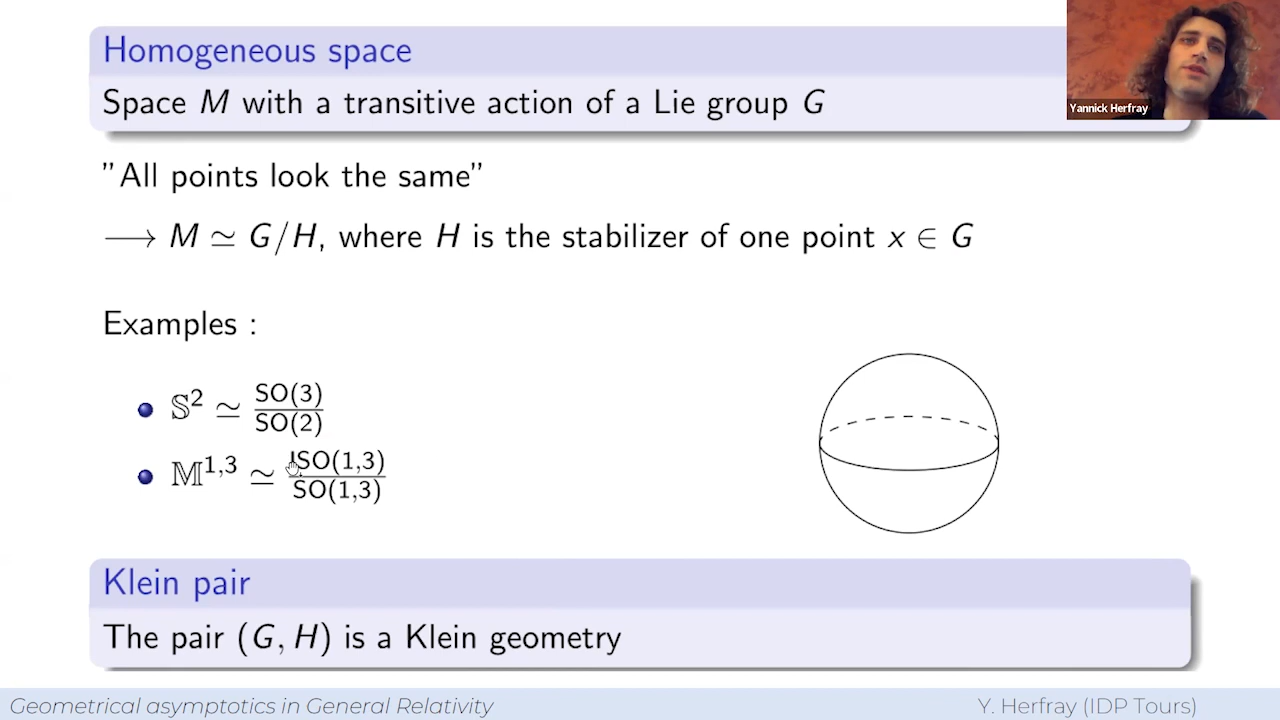 Homogeneous space
Space M with a transitive action of a Lie group G
Yannick Herfray
"All points look the same"
⟶ M ≃ G/H, where H is the stabilizer of one point x ∈ G
Examples :
• 𝕊² ≃ SO(3)/SO(2)
• 𝕄^{1,3} ≃ ISO(1,3)/SO(1,3)
Klein pair
The pair (G, H) is a Klein geometry
Geometrical asymptotics in General Relativity
Y. Herfray (IDP Tours)